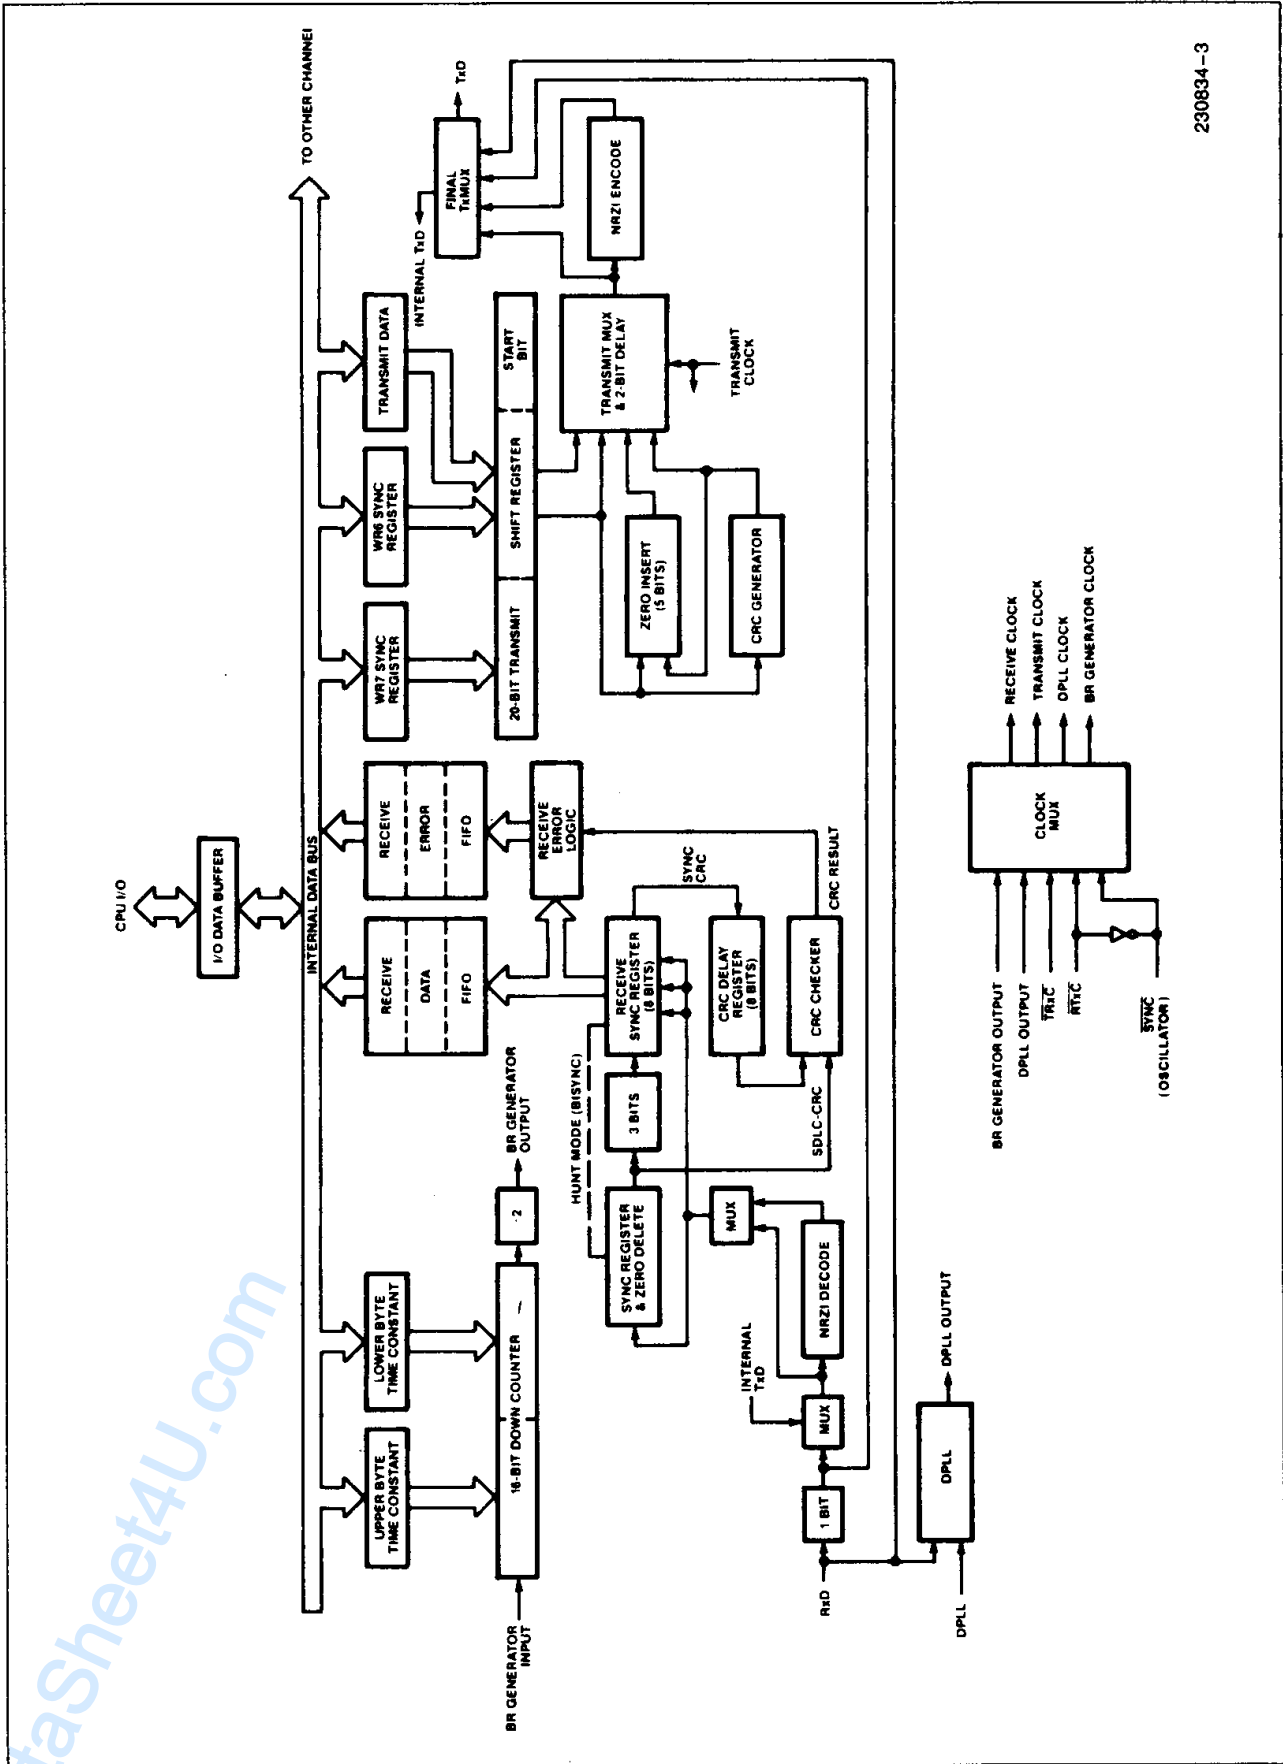 CPU I/O
I/O DATA BUFFER
INTERNAL DATA BUS
TO OTHER CHANNEL
UPPER BYTE
TIME CONSTANT
LOWER BYTE
TIME CONSTANT
RECEIVE
DATA
FIFO
RECEIVE
ERROR
FIFO
WR7 SYNC
REGISTER
WR6 SYNC
REGISTER
TRANSMIT DATA
INTERNAL TxD
FINAL
TxMUX
TxD
BR GENERATOR
INPUT
16-BIT DOWN COUNTER
2
BR GENERATOR
OUTPUT
RECEIVE
ERROR
LOGIC
20-BIT TRANSMIT
SHIFT REGISTER
START
BIT
HUNT MODE (BISYNC)
SYNC REGISTER
& ZERO DELETE
3 BITS
RECEIVE
SYNC REGISTER
(8 BITS)
SYNC
CRC
CRC DELAY
REGISTER
(8 BITS)
TRANSMIT MUX
& 2-BIT DELAY
NRZI ENCODE
ZERO INSERT
(5 BITS)
TRANSMIT
CLOCK
CRC GENERATOR
MUX
INTERNAL
TxD
RxD
1 BIT
MUX
NRZI DECODE
SDLC-CRC
CRC CHECKER
CRC RESULT
DPLL
DPLL
DPLL OUTPUT
BR GENERATOR OUTPUT
DPLL OUTPUT
TRxC
RTxC
SYNC
(OSCILLATOR)
CLOCK
MUX
RECEIVE CLOCK
TRANSMIT CLOCK
DPLL CLOCK
BR GENERATOR CLOCK
230834-3
taSheet4U.com